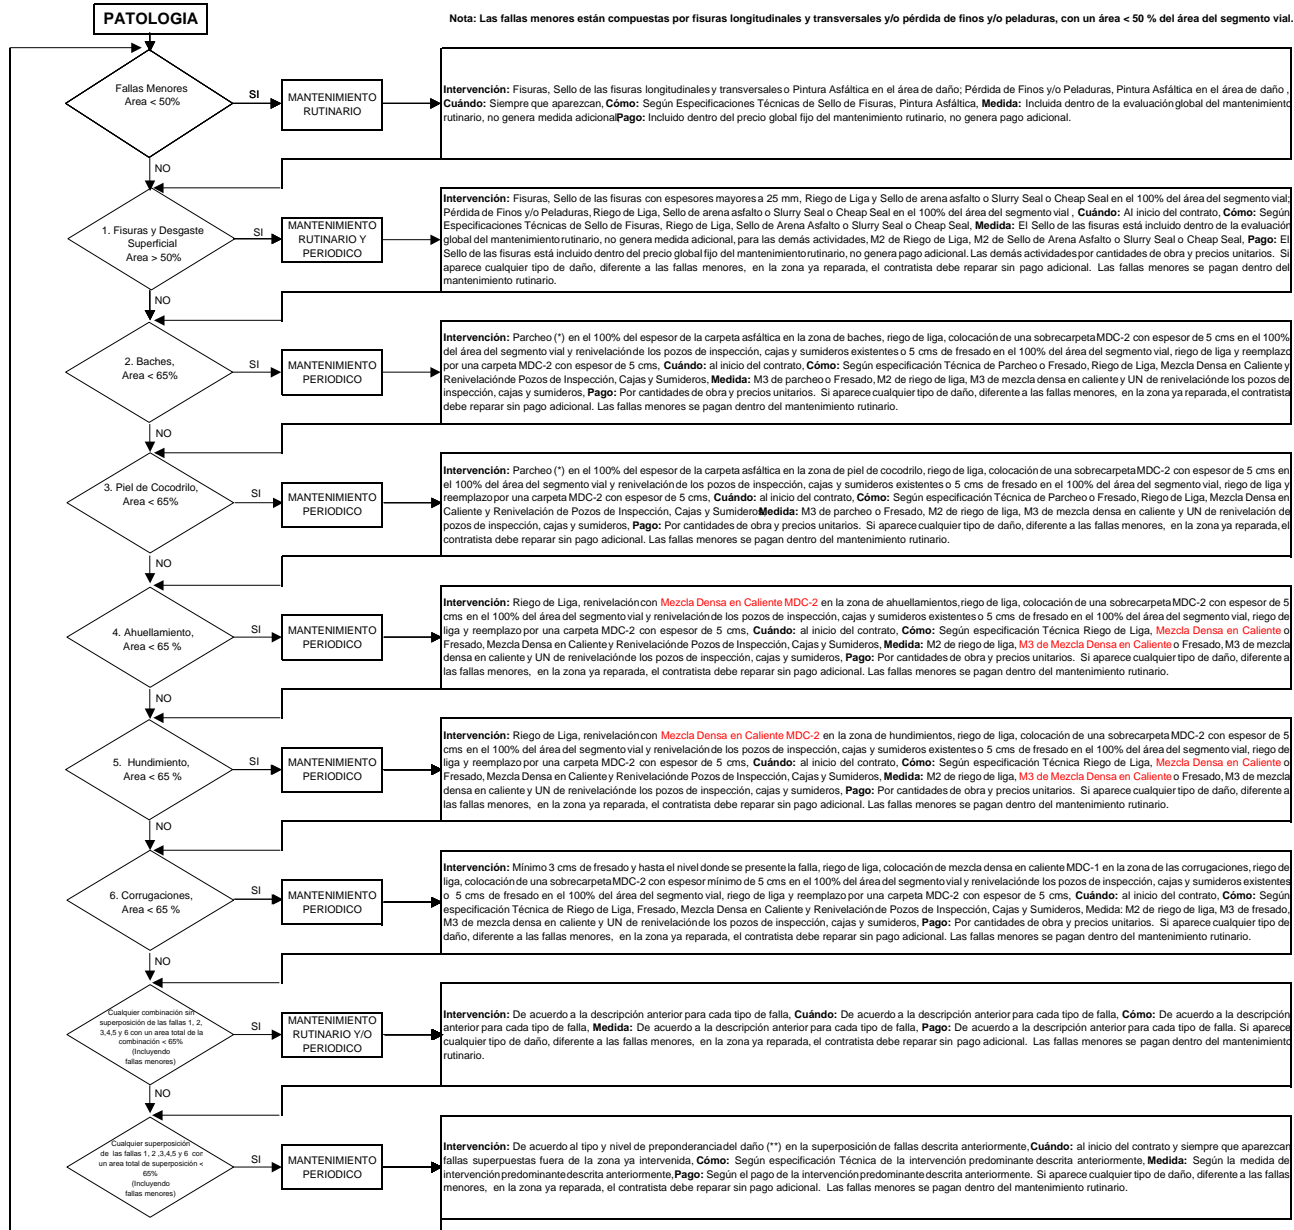 PATOLOGIA
Nota: Las fallas menores están compuestas por fisuras longitudinales y transversales y/o pérdida de finos y/o peladuras, con un área < 50 % del área del segmento vial.
Fallas Menores
Area < 50%
SI
MANTENIMIENTO
RUTINARIO
Intervención: Fisuras, Sello de las fisuras longitudinales y transversales o Pintura Asfáltica en el área de daño; Pérdida de Finos y/o Peladuras, Pintura Asfáltica en el área de daño ,
Cuándo: Siempre que aparezcan, Cómo: Según Especificaciones Técnicas de Sello de Fisuras, Pintura Asfáltica, Medida: Incluida dentro de la evaluación global del mantenimiento
rutinario, no genera medida adicional Pago: Incluido dentro del precio global fijo del mantenimiento rutinario, no genera pago adicional.
NO
1. Fisuras y Desgaste
Superficial
Area > 50%
SI
MANTENIMIENTO
RUTINARIO Y
PERIODICO
Intervención: Fisuras, Sello de las fisuras con espesores mayores a 25 mm, Riego de Liga y Sello de arena asfalto o Slurry Seal o Cheap Seal en el 100% del área del segmento vial;
Pérdida de Finos y/o Peladuras, Riego de Liga, Sello de arena asfalto o Slurry Seal o Cheap Seal en el 100% del área del segmento vial , Cuándo: Al inicio del contrato, Cómo: Según
Especificaciones Técnicas de Sello de Fisuras, Riego de Liga, Sello de Arena Asfalto o Slurry Seal o Cheap Seal, Medida: El Sello de las fisuras está incluido dentro de la evaluación
global del mantenimiento rutinario, no genera medida adicional, para las demás actividades, M2 de Riego de Liga, M2 de Sello de Arena Asfalto o Slurry Seal o Cheap Seal, Pago: El
Sello de las fisuras está incluido dentro del precio global fijo del mantenimiento rutinario, no genera pago adicional. Las demás actividades por cantidades de obra y precios unitarios. Si
aparece cualquier tipo de daño, diferente a las fallas menores, en la zona ya reparada, el contratista debe reparar sin pago adicional. Las fallas menores se pagan dentro del
mantenimiento rutinario.
NO
2. Baches,
Area < 65%
SI
MANTENIMIENTO
PERIODICO
Intervención: Parcheo (*) en el 100% del espesor de la carpeta asfáltica en la zona de baches, riego de liga, colocación de una sobrecarpeta MDC-2 con espesor de 5 cms en el 100%
del área del segmento vial y renivelación de los pozos de inspección, cajas y sumideros existentes o 5 cms de fresado en el 100% del área del segmento vial, riego de liga y reemplazo
por una carpeta MDC-2 con espesor de 5 cms, Cuándo: al inicio del contrato, Cómo: Según especificación Técnica de Parcheo o Fresado, Riego de Liga, Mezcla Densa en Caliente y
Renivelación de Pozos de Inspección, Cajas y Sumideros, Medida: M3 de parcheo o Fresado, M2 de riego de liga, M3 de mezcla densa en caliente y UN de renivelación de los pozos de
inspección, cajas y sumideros, Pago: Por cantidades de obra y precios unitarios. Si aparece cualquier tipo de daño, diferente a las fallas menores, en la zona ya reparada, el contratista
debe reparar sin pago adicional. Las fallas menores se pagan dentro del mantenimiento rutinario.
NO
3. Piel de Cocodrilo,
Area < 65%
SI
MANTENIMIENTO
PERIODICO
Intervención: Parcheo (*) en el 100% del espesor de la carpeta asfáltica en la zona de piel de cocodrilo, riego de liga, colocación de una sobrecarpeta MDC-2 con espesor de 5 cms en
el 100% del área del segmento vial y renivelación de los pozos de inspección, cajas y sumideros existentes o 5 cms de fresado en el 100% del área del segmento vial, riego de liga y
reemplazo por una carpeta MDC-2 con espesor de 5 cms, Cuándo: al inicio del contrato, Cómo: Según especificación Técnica de Parcheo o Fresado, Riego de Liga, Mezcla Densa en
Caliente y Renivelación de Pozos de Inspección, Cajas y Sumideros, Medida: M3 de parcheo o Fresado, M2 de riego de liga, M3 de mezcla densa en caliente y UN de renivelación de
pozos de inspección, cajas y sumideros, Pago: Por cantidades de obra y precios unitarios. Si aparece cualquier tipo de daño, diferente a las fallas menores, en la zona ya reparada, el
contratista debe reparar sin pago adicional. Las fallas menores se pagan dentro del mantenimiento rutinario.
NO
4. Ahuellamiento,
Area < 65 %
SI
MANTENIMIENTO
PERIODICO
Intervención: Riego de Liga, renivelación con Mezcla Densa en Caliente MDC-2 en la zona de ahuellamientos, riego de liga, colocación de una sobrecarpeta MDC-2 con espesor de 5
cms en el 100% del área del segmento vial y renivelación de los pozos de inspección, cajas y sumideros existentes o 5 cms de fresado en el 100% del área del segmento vial, riego de
liga y reemplazo por una carpeta MDC-2 con espesor de 5 cms, Cuándo: al inicio del contrato, Cómo: Según especificación Técnica Riego de Liga, Mezcla Densa en Caliente o
Fresado, Mezcla Densa en Caliente y Renivelación de Pozos de Inspección, Cajas y Sumideros, Medida: M2 de riego de liga, M3 de Mezcla Densa en Caliente o Fresado, M3 de mezcla
densa en caliente y UN de renivelación de los pozos de inspección, cajas y sumideros, Pago: Por cantidades de obra y precios unitarios. Si aparece cualquier tipo de daño, diferente a
las fallas menores, en la zona ya reparada, el contratista debe reparar sin pago adicional. Las fallas menores se pagan dentro del mantenimiento rutinario.
NO
5. Hundimiento,
Area < 65 %
SI
MANTENIMIENTO
PERIODICO
Intervención: Riego de Liga, renivelación con Mezcla Densa en Caliente MDC-2 en la zona de hundimientos, riego de liga, colocación de una sobrecarpeta MDC-2 con espesor de 5
cms en el 100% del área del segmento vial y renivelación de los pozos de inspección, cajas y sumideros existentes o 5 cms de fresado en el 100% del área del segmento vial, riego de
liga y reemplazo por una carpeta MDC-2 con espesor de 5 cms, Cuándo: al inicio del contrato, Cómo: Según especificación Técnica Riego de Liga, Mezcla Densa en Caliente o
Fresado, Mezcla Densa en Caliente y Renivelación de Pozos de Inspección, Cajas y Sumideros, Medida: M2 de riego de liga, M3 de Mezcla Densa en Caliente o Fresado, M3 de mezcla
densa en caliente y UN de renivelación de los pozos de inspección, cajas y sumideros, Pago: Por cantidades de obra y precios unitarios. Si aparece cualquier tipo de daño, diferente a
las fallas menores, en la zona ya reparada, el contratista debe reparar sin pago adicional. Las fallas menores se pagan dentro del mantenimiento rutinario.
NO
6. Corrugaciones,
Area < 65 %
SI
MANTENIMIENTO
PERIODICO
Intervención: Mínimo 3 cms de fresado y hasta el nivel donde se presente la falla, riego de liga, colocación de mezcla densa en caliente MDC-1 en la zona de las corrugaciones, riego de
liga, colocación de una sobrecarpeta MDC-2 con espesor mínimo de 5 cms en el 100% del área del segmento vial y renivelación de los pozos de inspección, cajas y sumideros existentes
o 5 cms de fresado en el 100% del área del segmento vial, riego de liga y reemplazo por una carpeta MDC-2 con espesor de 5 cms, Cuándo: al inicio del contrato, Cómo: Según
especificación Técnica de Riego de Liga, Fresado, Mezcla Densa en Caliente y Renivelación de Pozos de Inspección, Cajas y Sumideros, Medida: M2 de riego de liga, M3 de fresado,
M3 de mezcla densa en caliente y UN de renivelación de los pozos de inspección, cajas y sumideros, Pago: Por cantidades de obra y precios unitarios. Si aparece cualquier tipo de
daño, diferente a las fallas menores, en la zona ya reparada, el contratista debe reparar sin pago adicional. Las fallas menores se pagan dentro del mantenimiento rutinario.
NO
Cualquier combinación sin
superposición de las fallas 1, 2,
3,4,5 y 6 con un area total de la
combinación < 65%
(Incluyendo
fallas menores)
SI
MANTENIMIENTO
RUTINARIO Y/O
PERIODICO
Intervención: De acuerdo a la descripción anterior para cada tipo de falla, Cuándo: De acuerdo a la descripción anterior para cada tipo de falla, Cómo: De acuerdo a la descripción
anterior para cada tipo de falla, Medida: De acuerdo a la descripción anterior para cada tipo de falla, Pago: De acuerdo a la descripción anterior para cada tipo de falla. Si aparece
cualquier tipo de daño, diferente a las fallas menores, en la zona ya reparada, el contratista debe reparar sin pago adicional. Las fallas menores se pagan dentro del mantenimiento
rutinario.
NO
Cualquier superposición
de las fallas 1, 2 ,3,4,5 y 6 con
un area total de superposición <
65%
(Incluyendo
fallas menores)
SI
MANTENIMIENTO
PERIODICO
Intervención: De acuerdo al tipo y nivel de preponderancia del daño (**) en la superposición de fallas descrita anteriormente, Cuándo: al inicio del contrato y siempre que aparezcan
fallas superpuestas fuera de la zona ya intervenida, Cómo: Según especificación Técnica de la intervención predominante descrita anteriormente, Medida: Según la medida de
intervención predominante descrita anteriormente, Pago: Según el pago de la intervención predominante descrita anteriormente. Si aparece cualquier tipo de daño, diferente a las fallas
menores, en la zona ya reparada, el contratista debe reparar sin pago adicional. Las fallas menores se pagan dentro del mantenimiento rutinario.